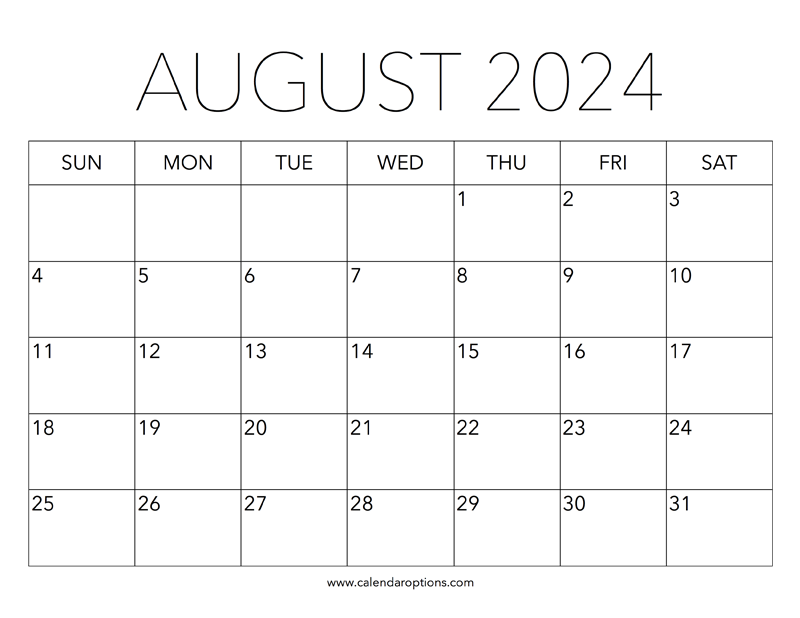 AUGUST 2024
SUN MON TUE WED THU FRI SAT
1 2 3
4 5 6 7 8 9 10
11 12 13 14 15 16 17
18 19 20 21 22 23 24
25 26 27 28 29 30 31
www.calendaroptions.com